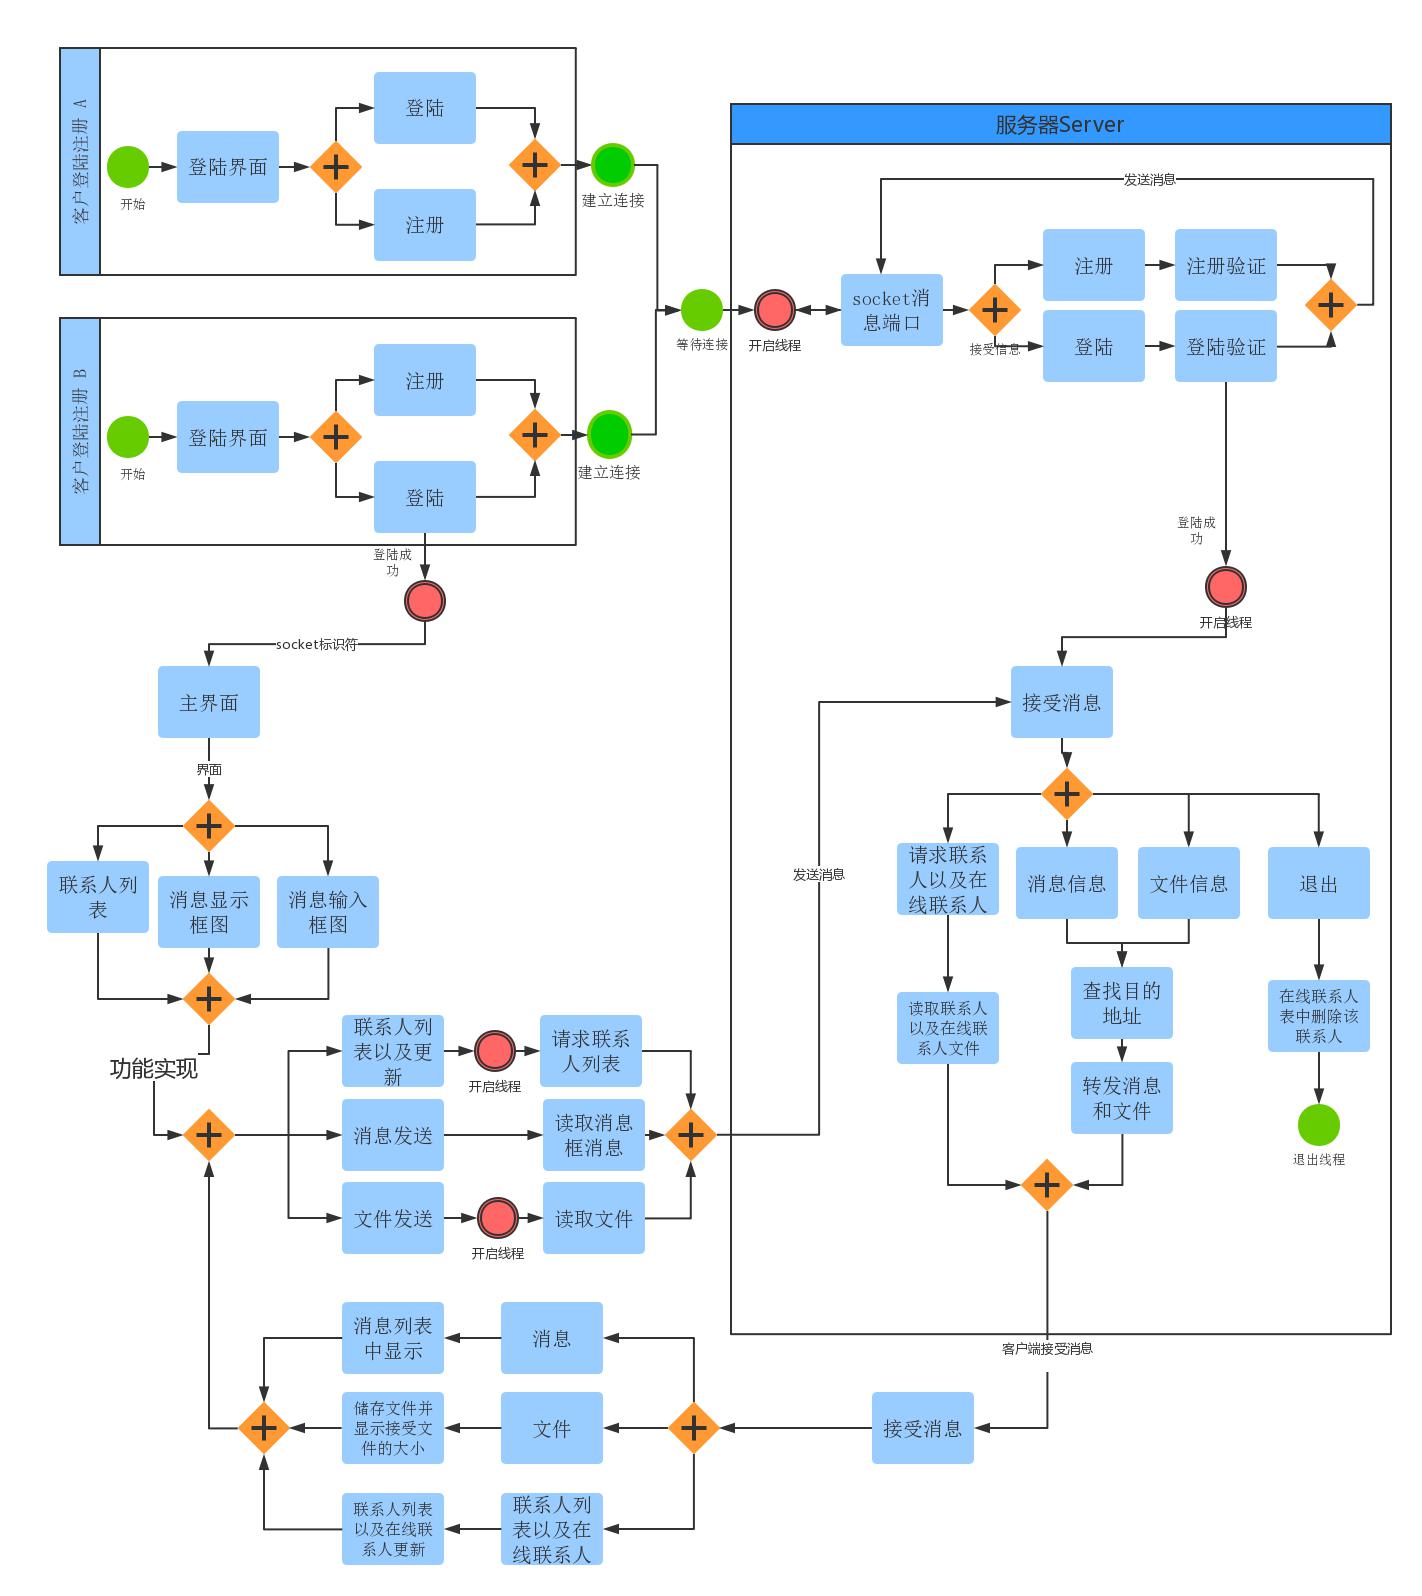 客户登陆注册 A
开始
登陆界面
登陆
注册
建立连接
客户登陆注册 B
开始
登陆界面
注册
登陆
建立连接
等待连接
服务器Server
发送消息
开启线程
socket消
息端口
接受信息
注册
注册验证
登陆
登陆验证
登陆成
功
开启线程
登陆成
功
socket标识符
主界面
界面
联系人列
表
消息显示
框图
消息输入
框图
功能实现
联系人列
表以及更
新
开启线程
请求联系
人列表
消息发送
读取消息
框消息
文件发送
开启线程
读取文件
发送消息
接受消息
请求联系
人以及在
线联系人
消息信息
文件信息
退出
读取联系人
以及在线联
系人文件
查找目的
地址
转发消息
和文件
在线联系人
表中删除该
联系人
退出线程
客户端接受消息
接受消息
消息
文件
联系人列
表以及在
线联系人
消息列表
中显示
储存文件并
显示接受文
件的大小
联系人列表
以及在线联
系人更新